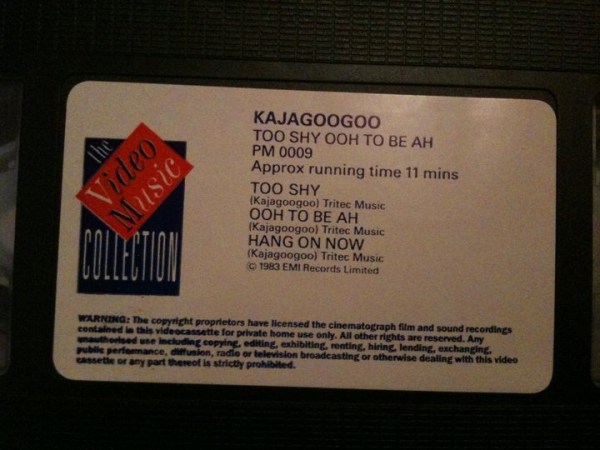 the
Video
Music
COLLECTION
KAJAGOOGOO
TOO SHY OOH TO BE AH
PM 0009
Approx running time 11 mins
TOO SHY
(Kajagoogoo) Tritec Music
OOH TO BE AH
(Kajagoogoo) Tritec Music
HANG ON NOW
(Kajagoogoo) Tritec Music
© 1983 EMI Records Limited
WARNING: The copyright proprietors have licensed the cinematograph film and sound recordings
contained in this videocassette for private home use only. All other rights are reserved. Any
unauthorised use including copying, editing, exhibiting, renting, hiring, lending, exchanging,
public performance, diffusion, radio or television broadcasting or otherwise dealing with this video
cassette or any part thereof is strictly prohibited.